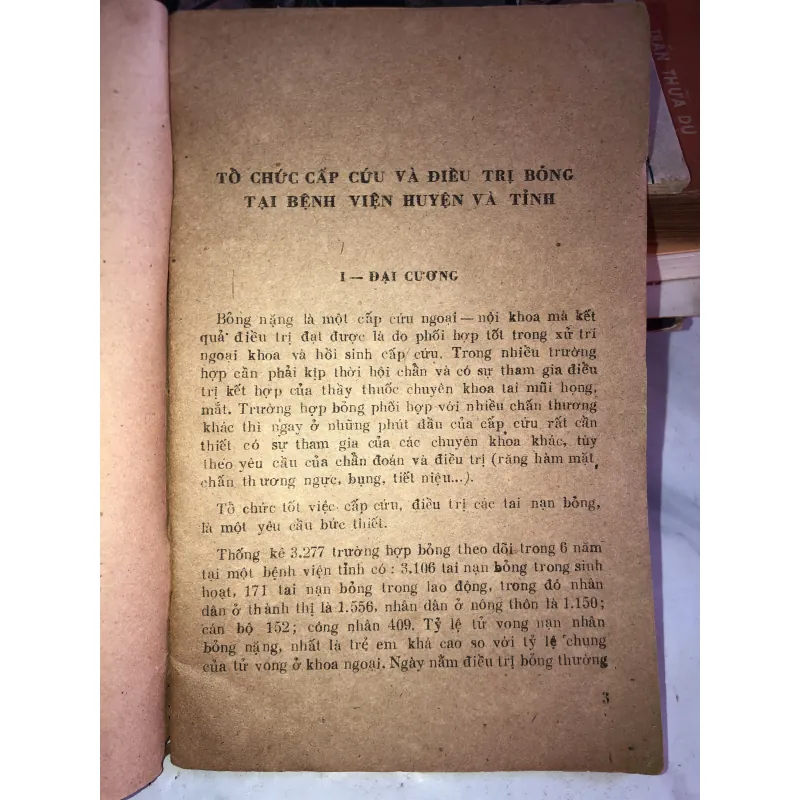 TRẦN THỪA DỤ
TỔ CHỨC CẤP CỨU VÀ ĐIỀU TRỊ BỎNG
TẠI BỆNH VIỆN HUYỆN VÀ TỈNH
I — ĐẠI CƯƠNG
Bỏng nặng là một cấp cứu ngoại — nội khoa mà kết
quả điều trị đạt được là do phối hợp tốt trong xử trí
ngoại khoa và hồi sinh cấp cứu. Trong nhiều trường
hợp cần phải kịp thời hội chẩn và có sự tham gia điều
trị kết hợp của thầy thuốc chuyên khoa tai mũi họng,
mắt. Trường hợp bỏng phối hợp với nhiều chấn thương
khác thì ngay ở những phút đầu của cấp cứu rất cần
thiết có sự tham gia của các chuyên khoa khác, tùy
theo yêu cầu của chẩn đoán và điều trị (răng hàm mặt,
chấn thương ngực, bụng, tiết niệu...).
Tổ chức tốt việc cấp cứu, điều trị các tai nạn bỏng,
là một yêu cầu bức thiết.
Thống kê 3.277 trường hợp bỏng theo dõi trong 6 năm
tại một bệnh viện tỉnh có : 3.106 tai nạn bỏng trong sinh
hoạt, 171 tai nạn bỏng trong lao động, trong đó nhân
dân ở thành thị là 1.556, nhân dân ở nông thôn là 1.150;
cán bộ 152; công nhân 409. Tỷ lệ tử vong nạn nhân
bỏng nặng, nhất là trẻ em khá cao so với tỷ lệ chung
của tử vong ở khoa ngoại. Ngày nằm điều trị bỏng thường
3